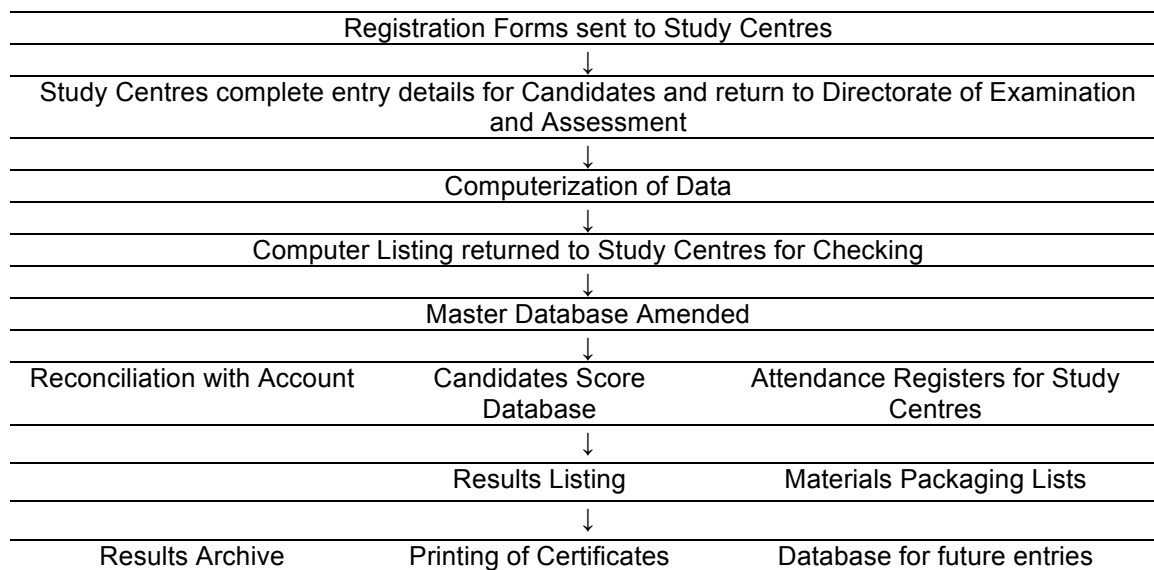 Registration Forms sent to Study Centres
↓
Study Centres complete entry details for Candidates and return to Directorate of Examination
and Assessment
↓
Computerization of Data
↓
Computer Listing returned to Study Centres for Checking
↓
Master Database Amended
↓
Reconciliation with Account Candidates Score Attendance Registers for Study
Database Centres
↓
Results Listing Materials Packaging Lists
↓
Results Archive Printing of Certificates Database for future entries